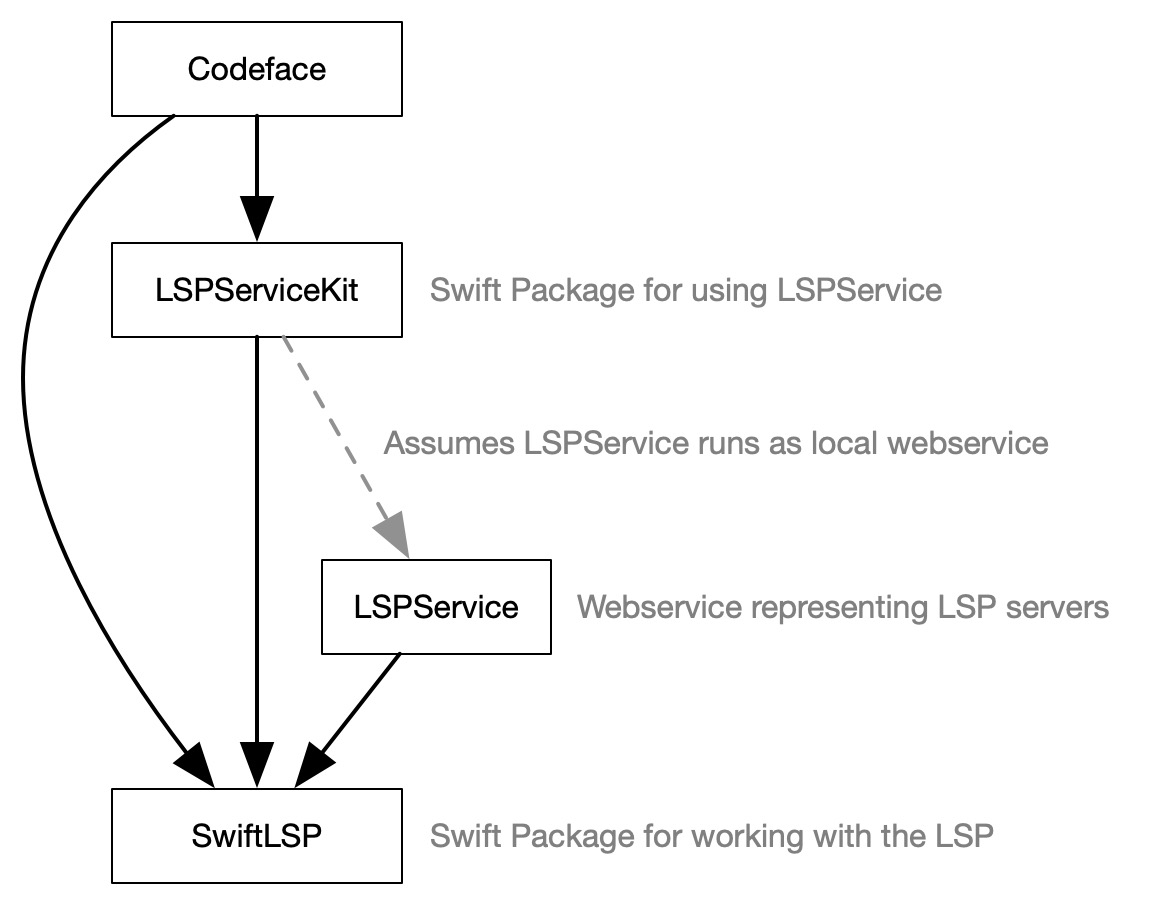 Codeface
LSPServiceKit
Swift Package for using LSPService
Assumes LSPService runs as local webservice
LSPService
Webservice representing LSP servers
SwiftLSP
Swift Package for working with the LSP